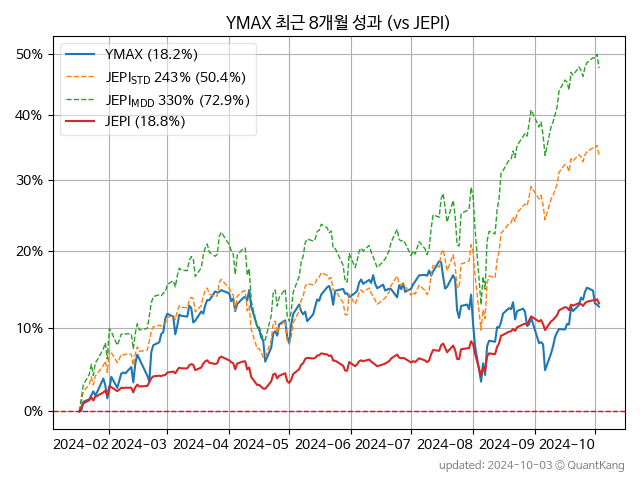 YMAX 최근 8개월 성과 (vs JEPI)
YMAX (18.2%)
JEPI_STD 243% (50.4%)
JEPI_MDD 330% (72.9%)
JEPI (18.8%)
50%
40%
30%
20%
10%
0%
2024-02 2024-03 2024-04 2024-05 2024-06 2024-07 2024-08 2024-09 2024-10
updated: 2024-10-03 © QuantKang